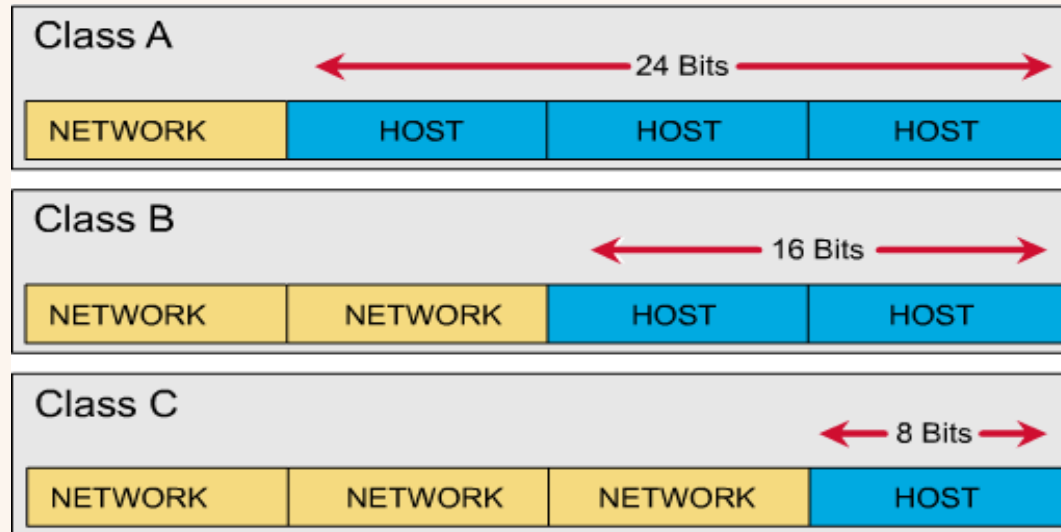 Class A
24 Bits
NETWORK HOST HOST HOST
Class B
16 Bits
NETWORK NETWORK HOST HOST
Class C
8 Bits
NETWORK NETWORK NETWORK HOST